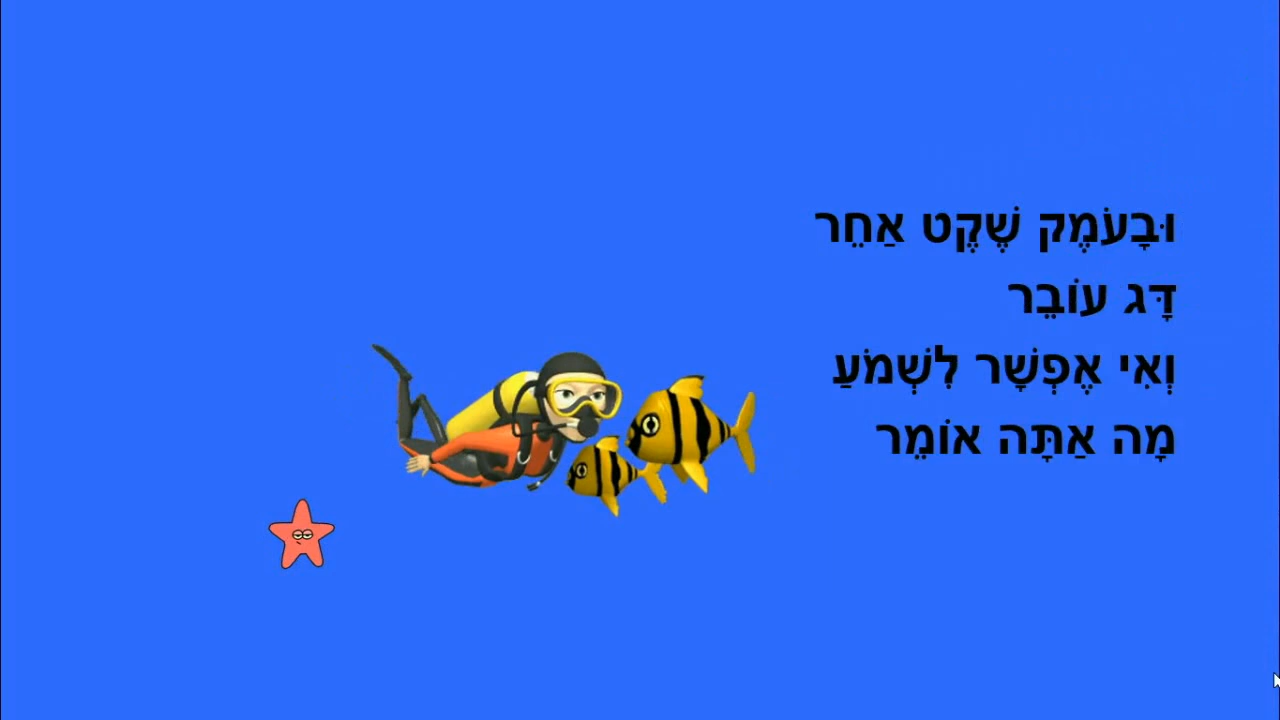 וּבָעֹמֶק שֶׁקֶט אַחֵר
דָּג עוֹבֵר
וְאִי אֶפְשָׁר לִשְׁמֹעַ
מָה אַתָּה אוֹמֵר